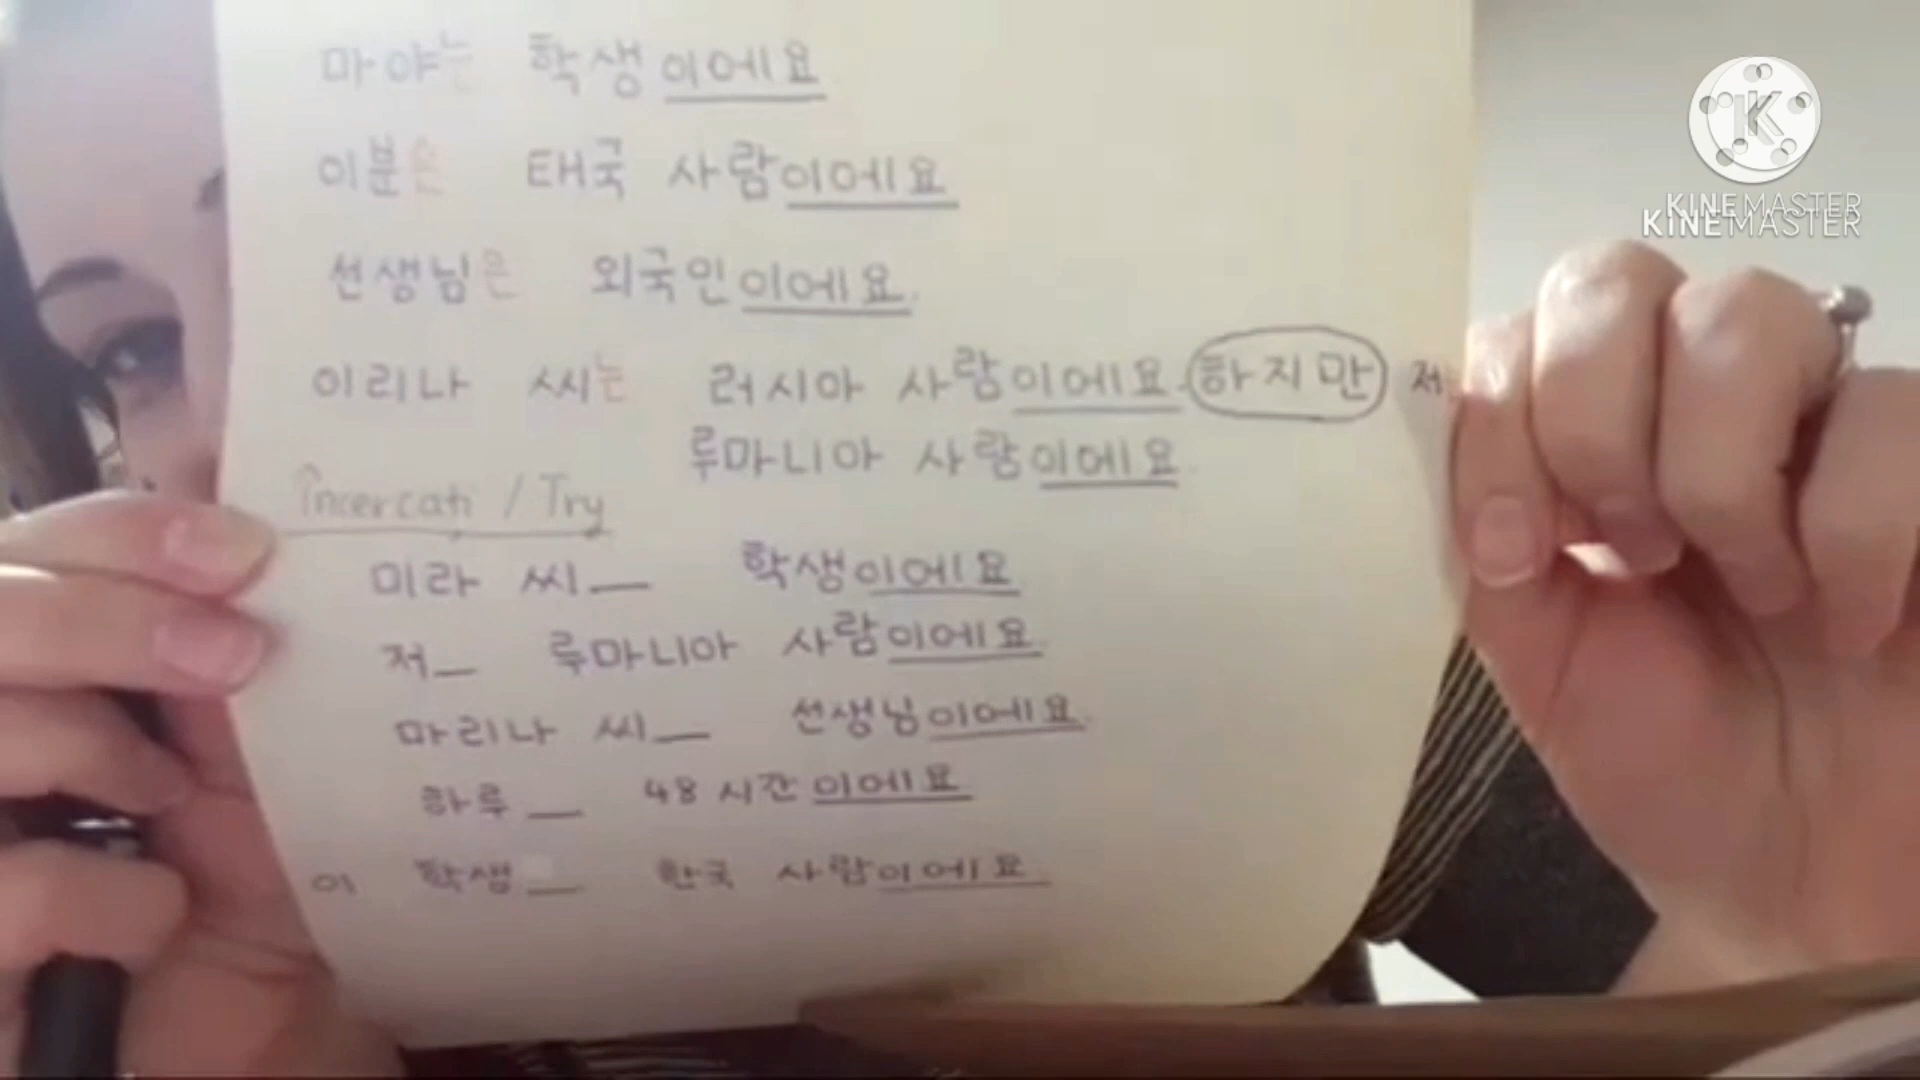 마야는 학생이에요
이분은 태국 사람이에요
선생님은 외국인이에요.
이리나 씨는 러시아 사람이에요. 하지만 저
루마니아 사람이에요.
Încercați / Try
미라 씨__ 학생이에요.
저__ 루마니아 사람이에요.
마리나 씨__ 선생님이에요.
하루__ 48 시간이에요
이 학생__ 한국 사람이에요.
KINEMASTER
KINEMASTER